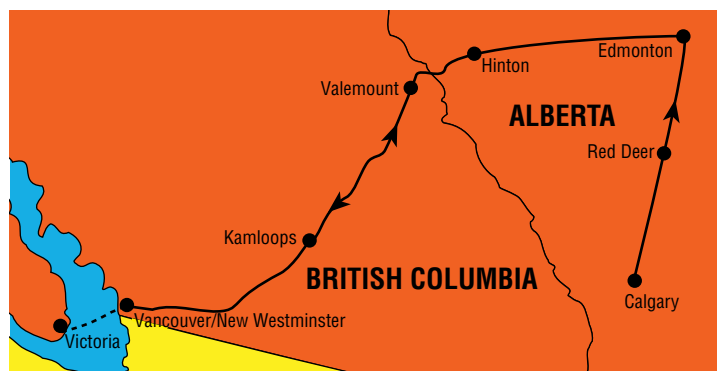 Edmonton
Hinton
Valemount
ALBERTA
Red Deer
Kamloops
BRITISH COLUMBIA
Calgary
Vancouver/New Westminster
Victoria